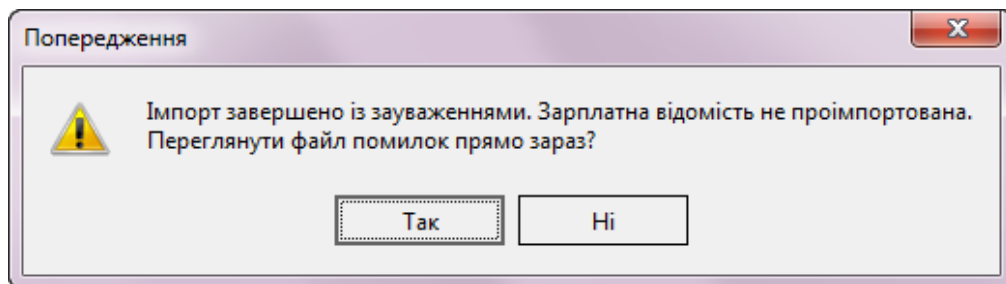 Попередження
Імпорт завершено із зауваженнями. Зарплатна відомість не проімпортована.
Переглянути файл помилок прямо зараз?
Так Ні